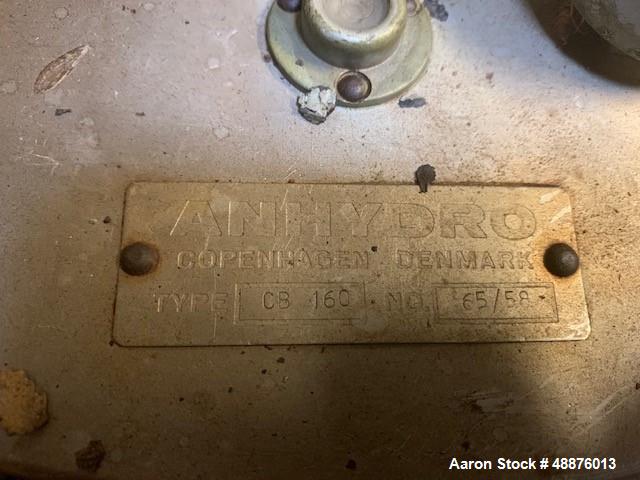 ANHYDRO
COPENHAGEN DENMARK
TYPE CB 160 NO. 65/58
Aaron Stock # 48876013